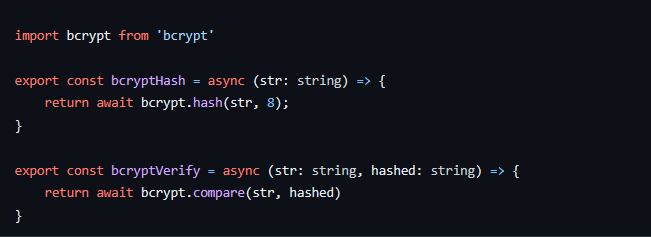 import bcrypt from 'bcrypt'
export const bcryptHash = async (str: string) => {
    return await bcrypt.hash(str, 8);
}
export const bcryptVerify = async (str: string, hashed: string) => {
    return await bcrypt.compare(str, hashed)
}